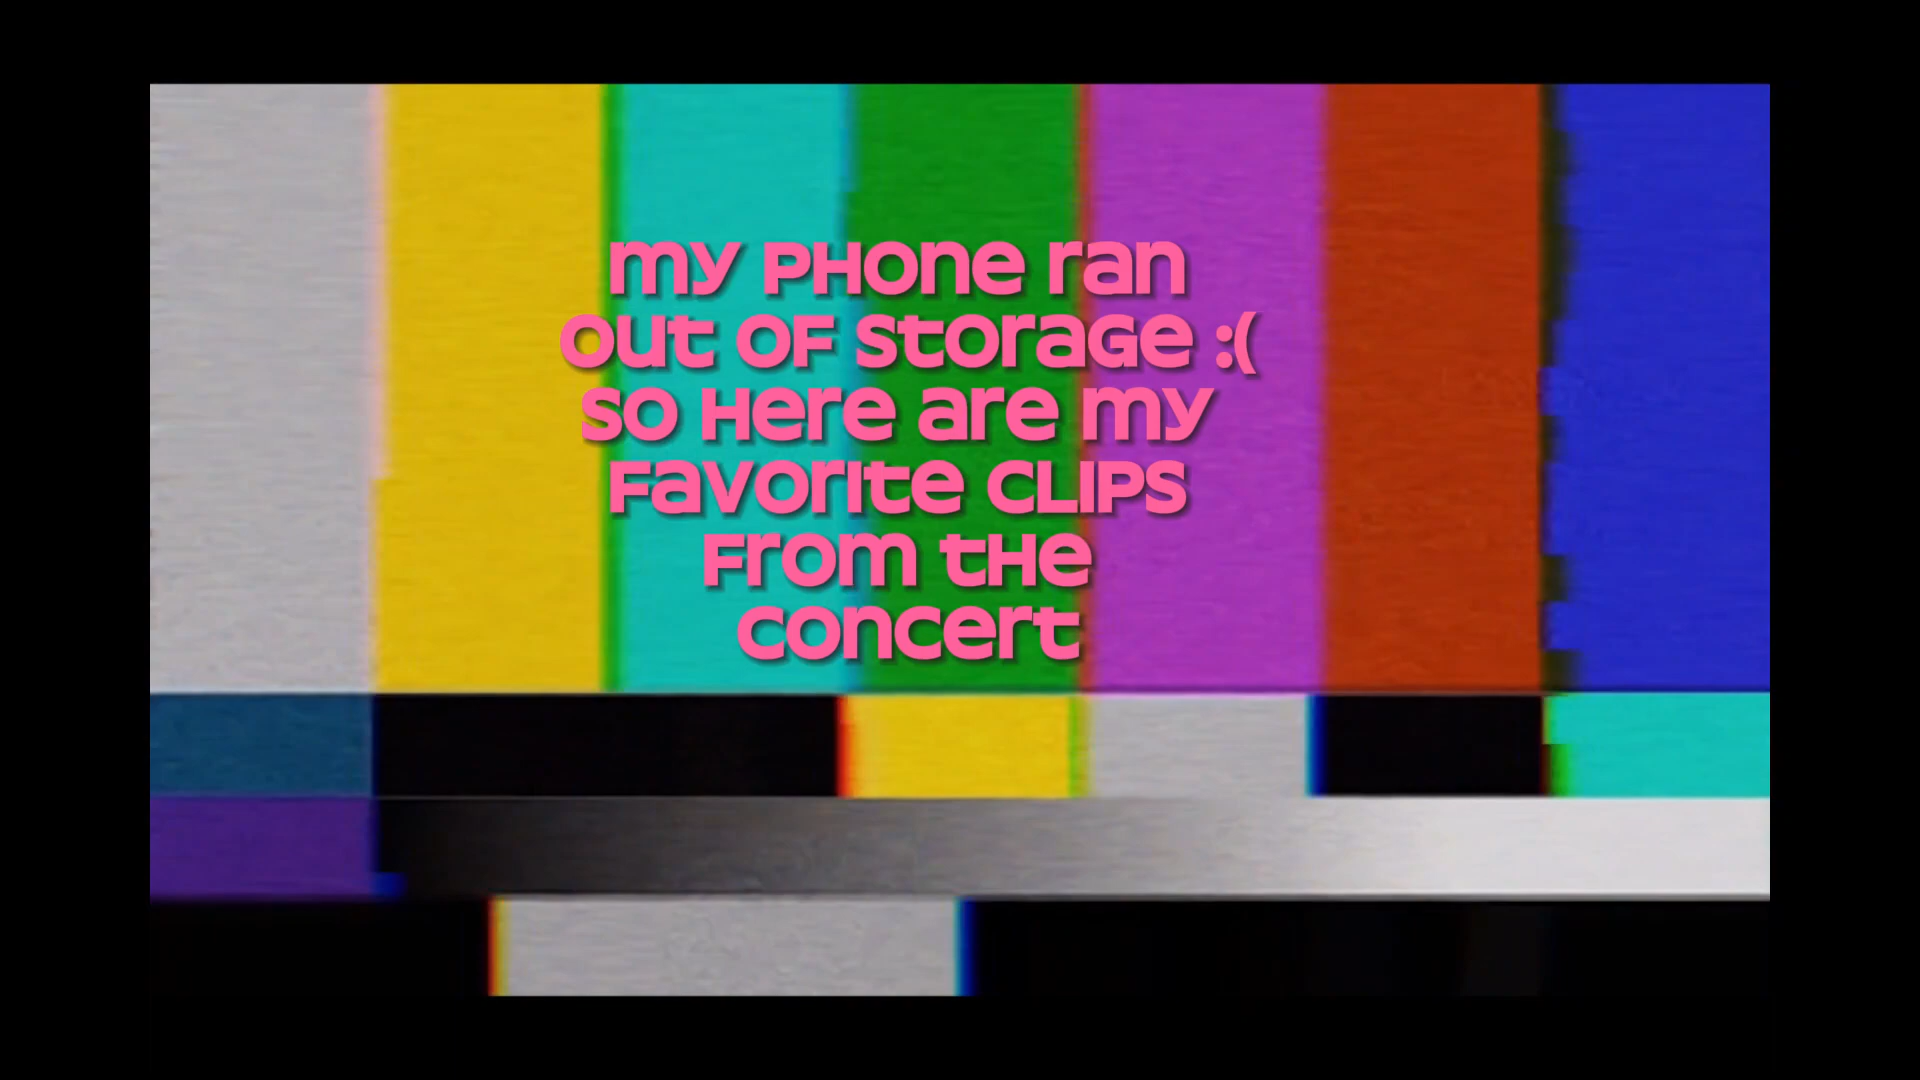 my phone ran
out of storage :(
so here are my
favorite clips
from the
concert